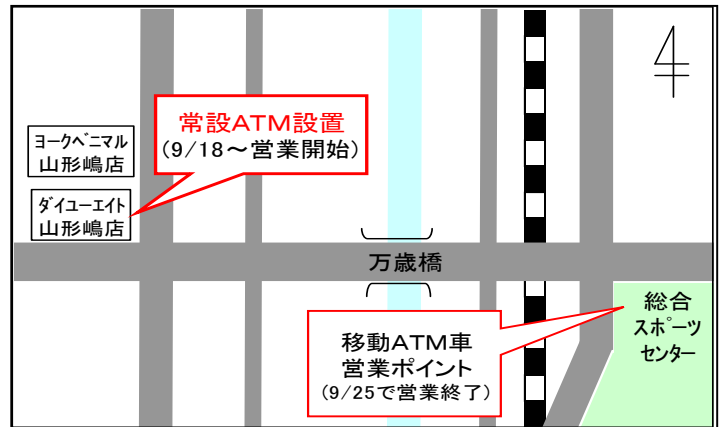 常設ATM設置
(9/18～営業開始)
ヨークベニマル
山形嶋店
ダイユーエイト
山形嶋店
万歳橋
移動ATM車
営業ポイント
(9/25で営業終了)
総合
スポーツ
センター